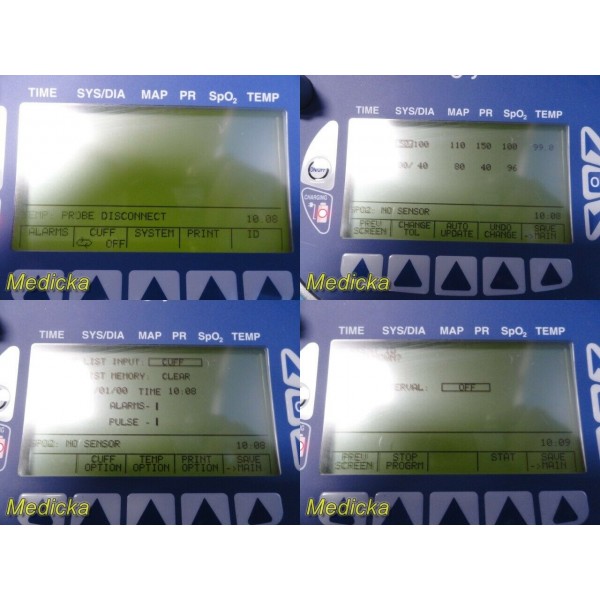 TIME SYS/DIA MAP PR SpO₂ TEMP
TEMP: PROBE DISCONNECT 10.08
ALARMS CUFF OFF SYSTEM PRINT ID
Medicka
TIME SYS/DIA MAP PR SpO₂ TEMP
100 110 150 100 99.0
/ 40 80 40 96
CHARGING
SPO2: NO SENSOR 10.08
PREV SCREEN CHANGE TOL AUTO UPDATE UNDO CHANGE SAVE ->MAIN
Medicka
TIME SYS/DIA MAP PR SpO₂ TEMP
LIST INPUT: CUFF
MEMORY: CLEAR
/01/00 TIME 10:08
ALARMS-
PULSE -
SPO2: NO SENSOR 10.08
CUFF OPTION TEMP OPTION PRINT OPTION SAVE ->MAIN
Medicka
TIME SYS/DIA MAP PR SpO₂ TEMP
OFF
10.09
PREV SCREEN STOP PROGRM STAT SAVE ->MAIN
Medicka